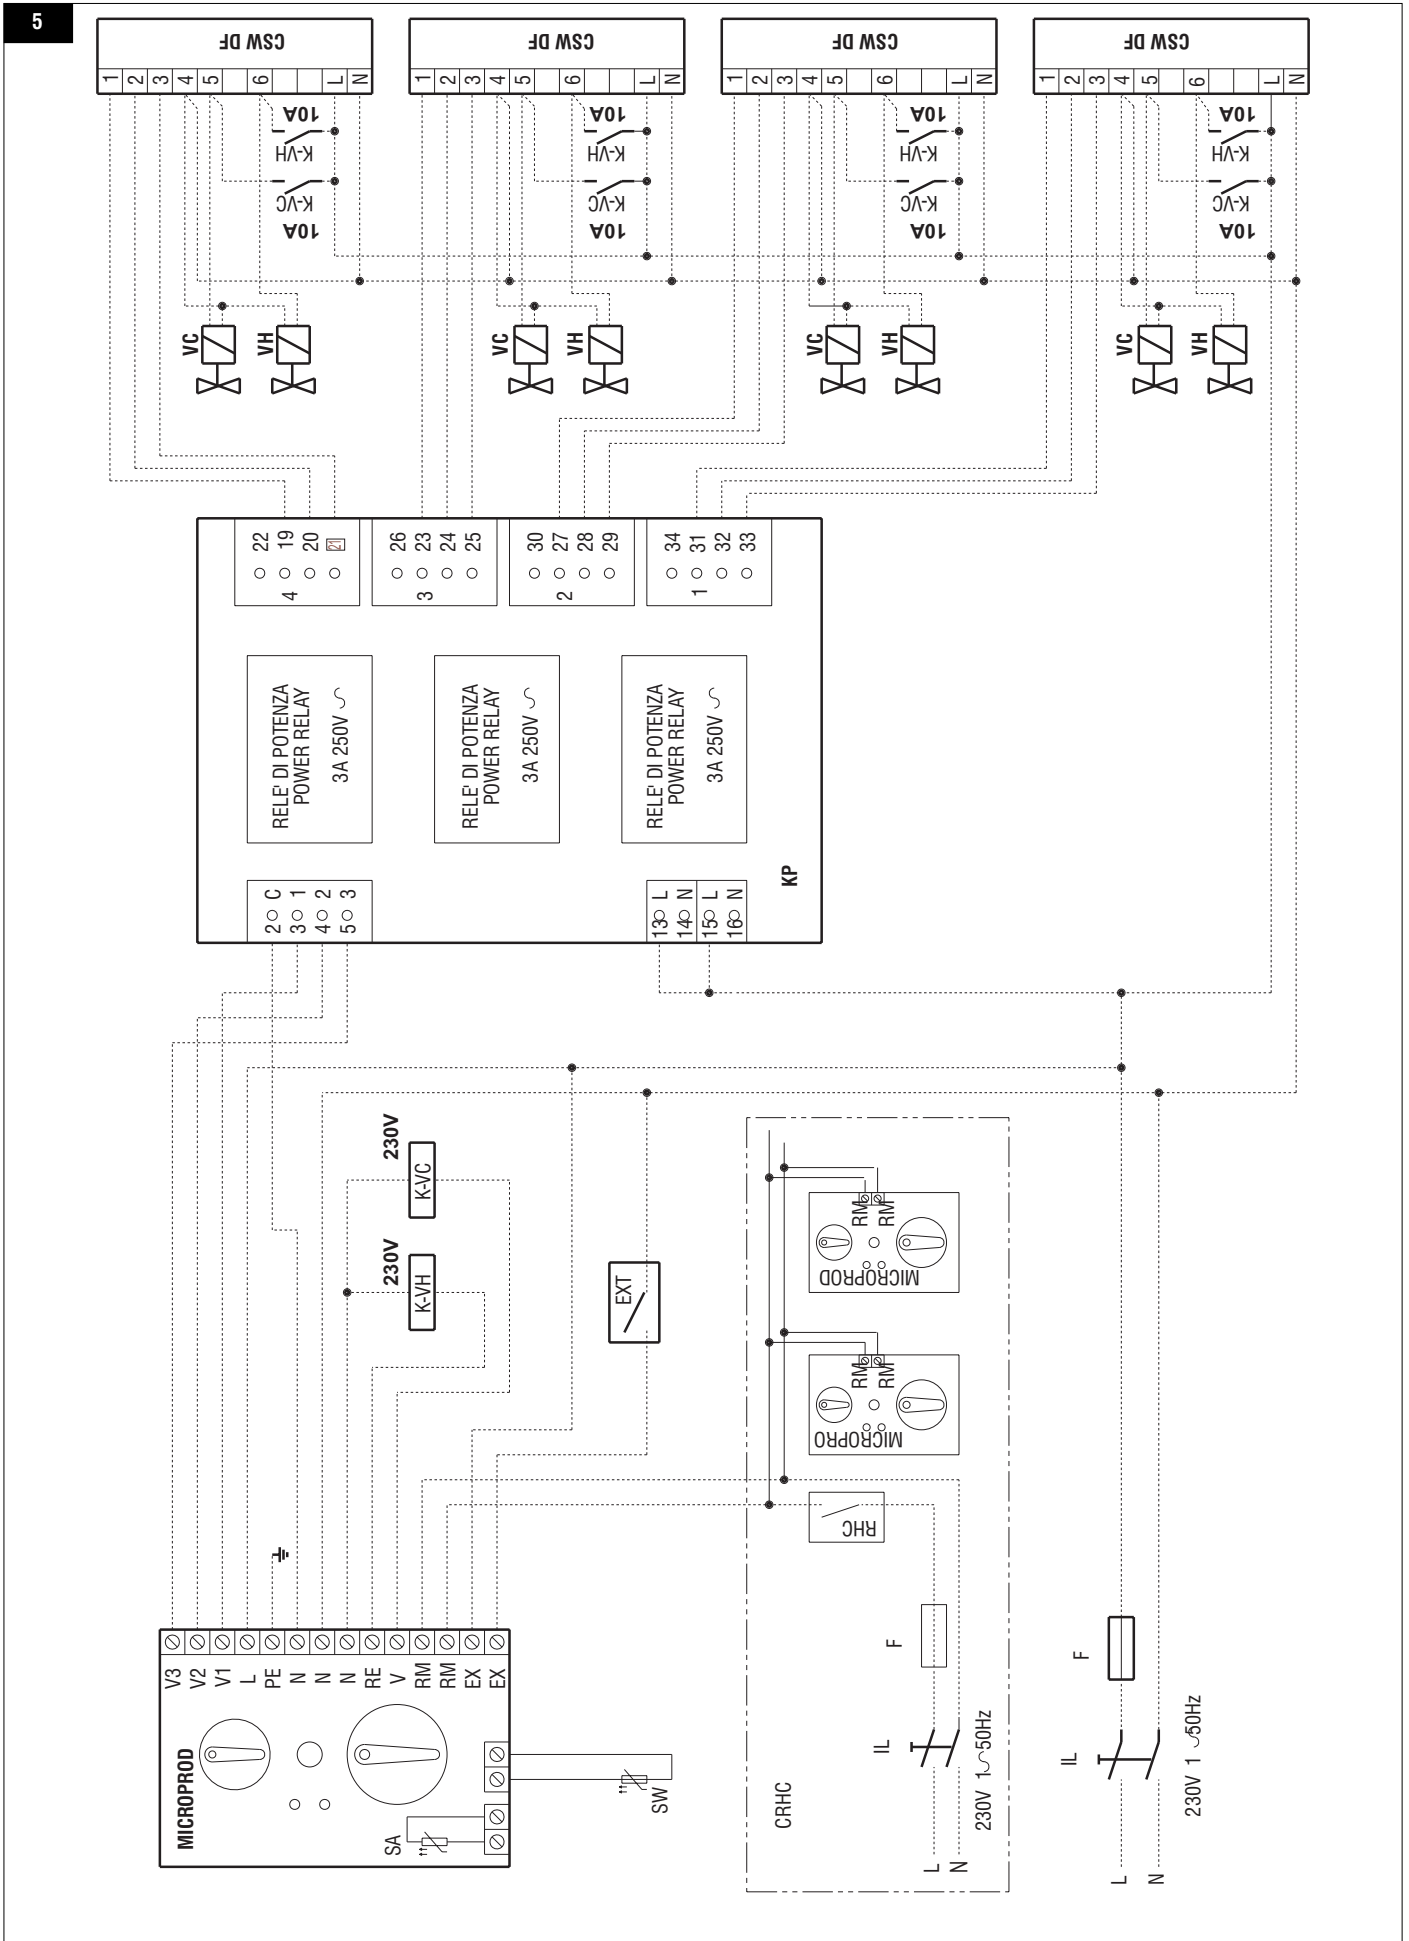 5
CSW DF
1
2
3
4
5
6
L
N
10A
K-VH
K-VC
10A
CSW DF
1
2
3
4
5
6
L
N
10A
K-VH
K-VC
10A
CSW DF
1
2
3
4
5
6
L
N
10A
K-VH
K-VC
10A
CSW DF
1
2
3
4
5
6
L
N
10A
K-VH
K-VC
10A
VC
VH
VC
VH
VC
VH
VC
VH
22
19
20
21
4
26
23
24
25
3
30
27
28
29
2
34
31
32
33
1
RELE' DI POTENZA
POWER RELAY
3A 250V
RELE' DI POTENZA
POWER RELAY
3A 250V
RELE' DI POTENZA
POWER RELAY
3A 250V
2 C
3 1
4 2
5 3
13 L
14 N
15 L
16 N
KP
230V
K-VC
230V
K-VH
EXT
RM
RM
MICROPROD
RM
RM
MICROPRO
RHC
F
IL
CRHC
230V 1 50Hz
L
N
F
IL
230V 1 50Hz
L
N
MICROPROD
V3
V2
V1
L
PE
N
N
N
RE
V
RM
RM
EX
EX
SA
SW